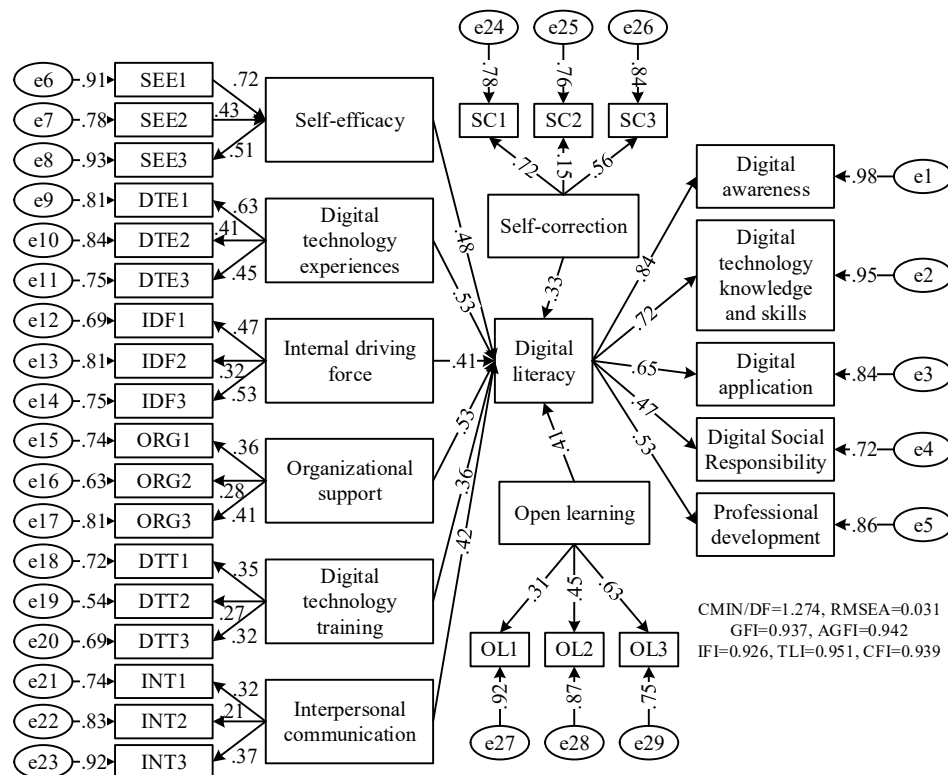 e24
e25
e26
.78
.76
.84
SC1
SC2
SC3
.72
.15
.56
Self-correction
.33
e6
.91
SEE1
.72
e7
.78
SEE2
.43
e8
.93
SEE3
.51
Self-efficacy
.48
e9
.81
DTE1
.63
e10
.84
DTE2
.41
e11
.75
DTE3
.45
Digital
technology
experiences
.53
e12
.69
IDF1
.47
e13
.81
IDF2
.32
e14
.75
IDF3
.53
Internal driving
force
.41
e15
.74
ORG1
.36
e16
.63
ORG2
.28
e17
.81
ORG3
.41
Organizational
support
.53
e18
.72
DTT1
.35
e19
.54
DTT2
.27
e20
.69
DTT3
.32
Digital
technology
training
.36
e21
.74
INT1
.32
e22
.83
INT2
.21
e23
.92
INT3
.37
Interpersonal
communication
.42
Digital
literacy
.84
Digital
awareness
.98
e1
.72
Digital
technology
knowledge
and skills
.95
e2
.65
Digital
application
.84
e3
.47
Digital Social
Responsibility
.72
e4
.53
Professional
development
.86
e5
.41
Open learning
.31
.45
.63
OL1
OL2
OL3
.92
.87
.75
e27
e28
e29
CMIN/DF=1.274, RMSEA=0.031
GFI=0.937, AGFI=0.942
IFI=0.926, TLI=0.951, CFI=0.939